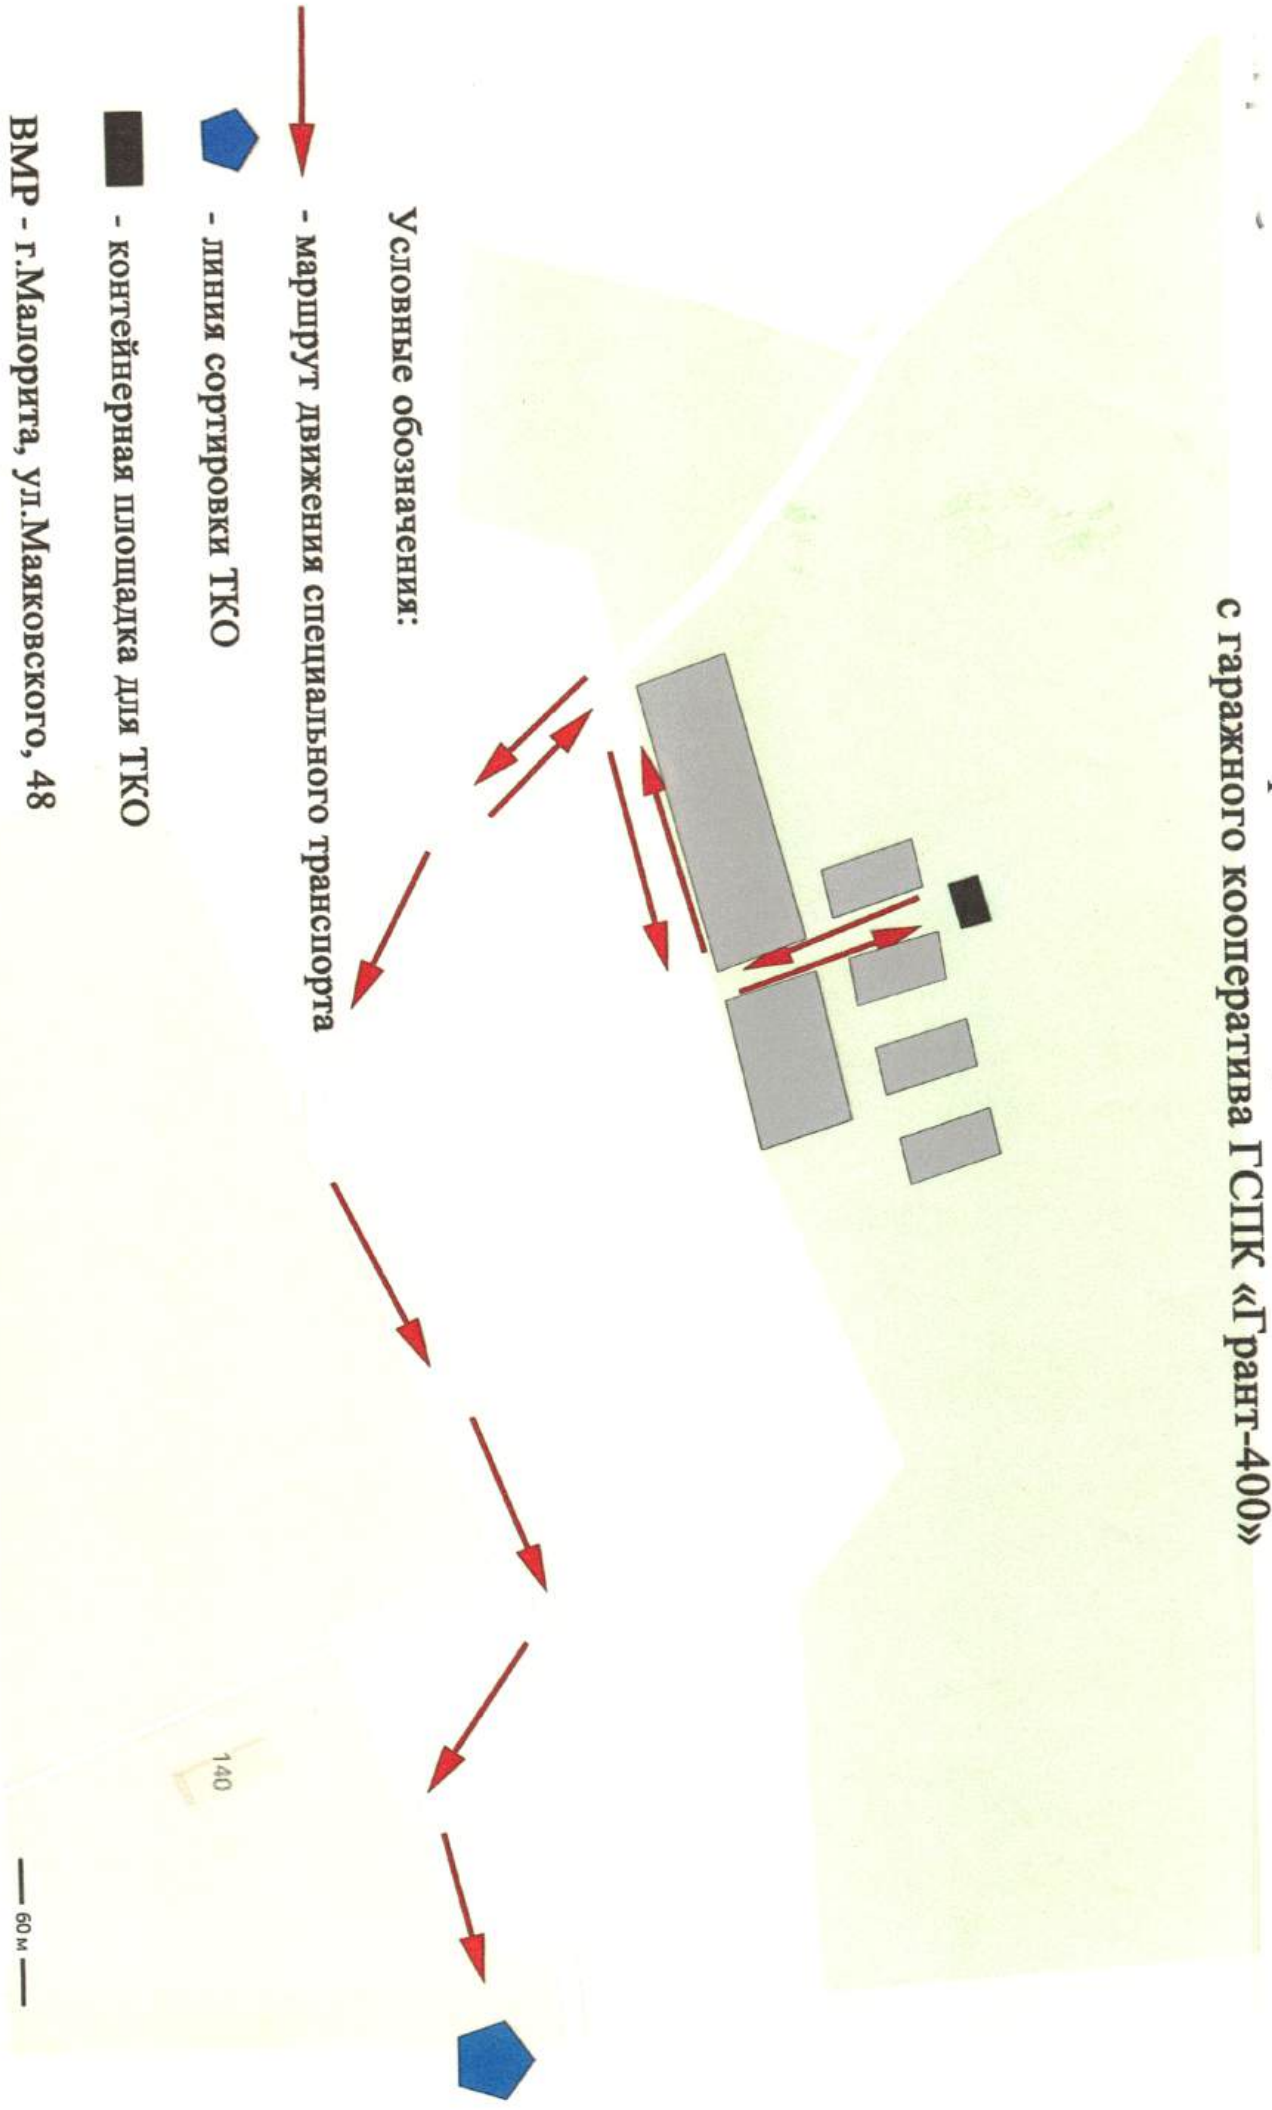 с гаражного кооператива ГСПК «Грант-400»
Условные обозначения:
- маршрут движения специального транспорта
- линия сортировки ТКО
- контейнерная площадка для ТКО
ВМР - г.Малорита, ул.Маяковского, 48
140
60 м